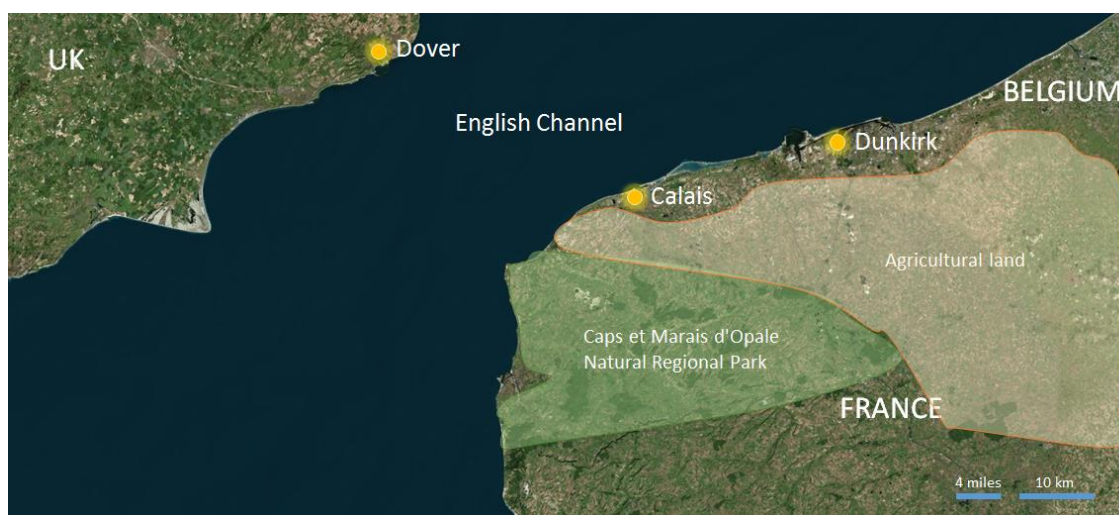 UK
Dover
English Channel
BELGIUM
Dunkirk
Calais
Agricultural land
Caps et Marais d'Opale
Natural Regional Park
FRANCE
4 miles
10 km